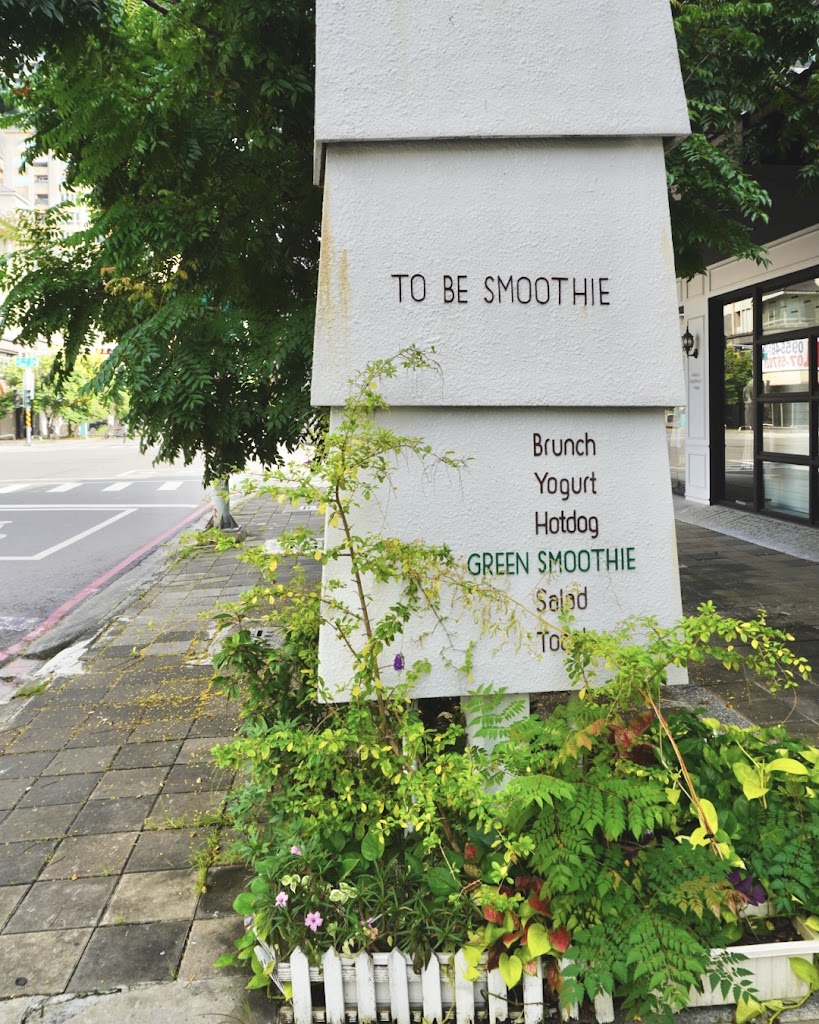 TO BE SMOOTHIE
Brunch
Yogurt
Hotdog
GREEN SMOOTHIE
Salad